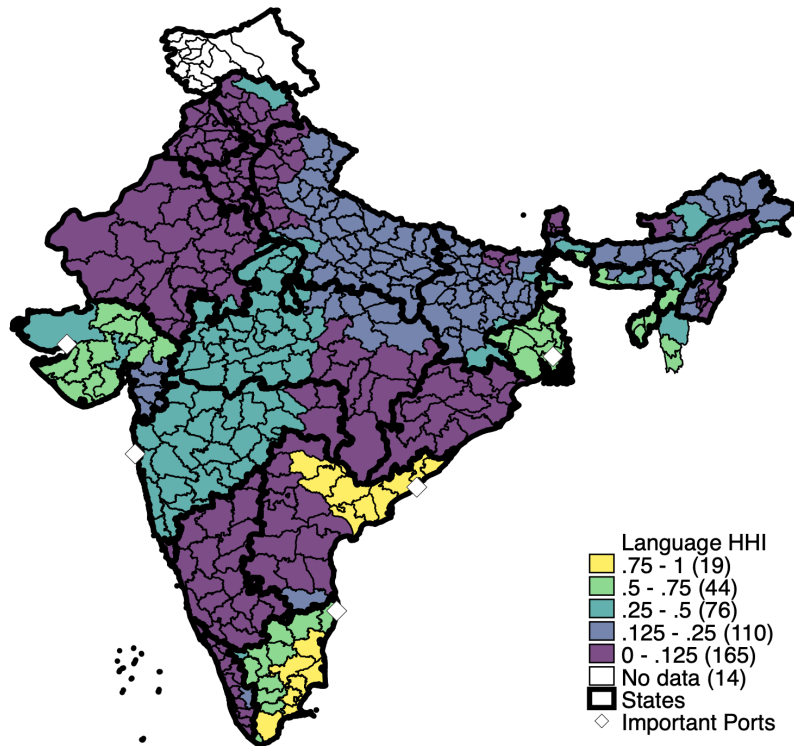 Language HHI
.75 - 1 (19)
.5 - .75 (44)
.25 - .5 (76)
.125 - .25 (110)
0 - .125 (165)
No data (14)
States
Important Ports